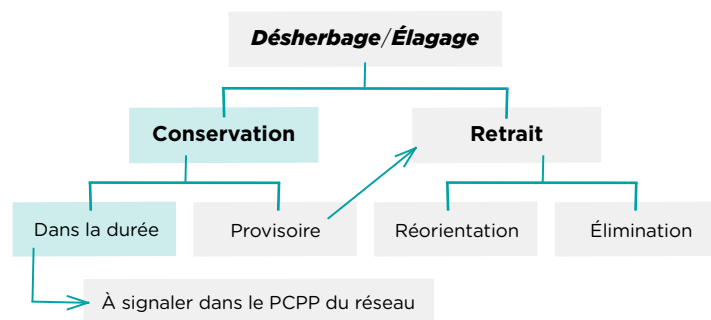 Désherbage/Élagage
Conservation
Retrait
Dans la durée
Provisoire
Réorientation
Élimination
À signaler dans le PCPP du réseau